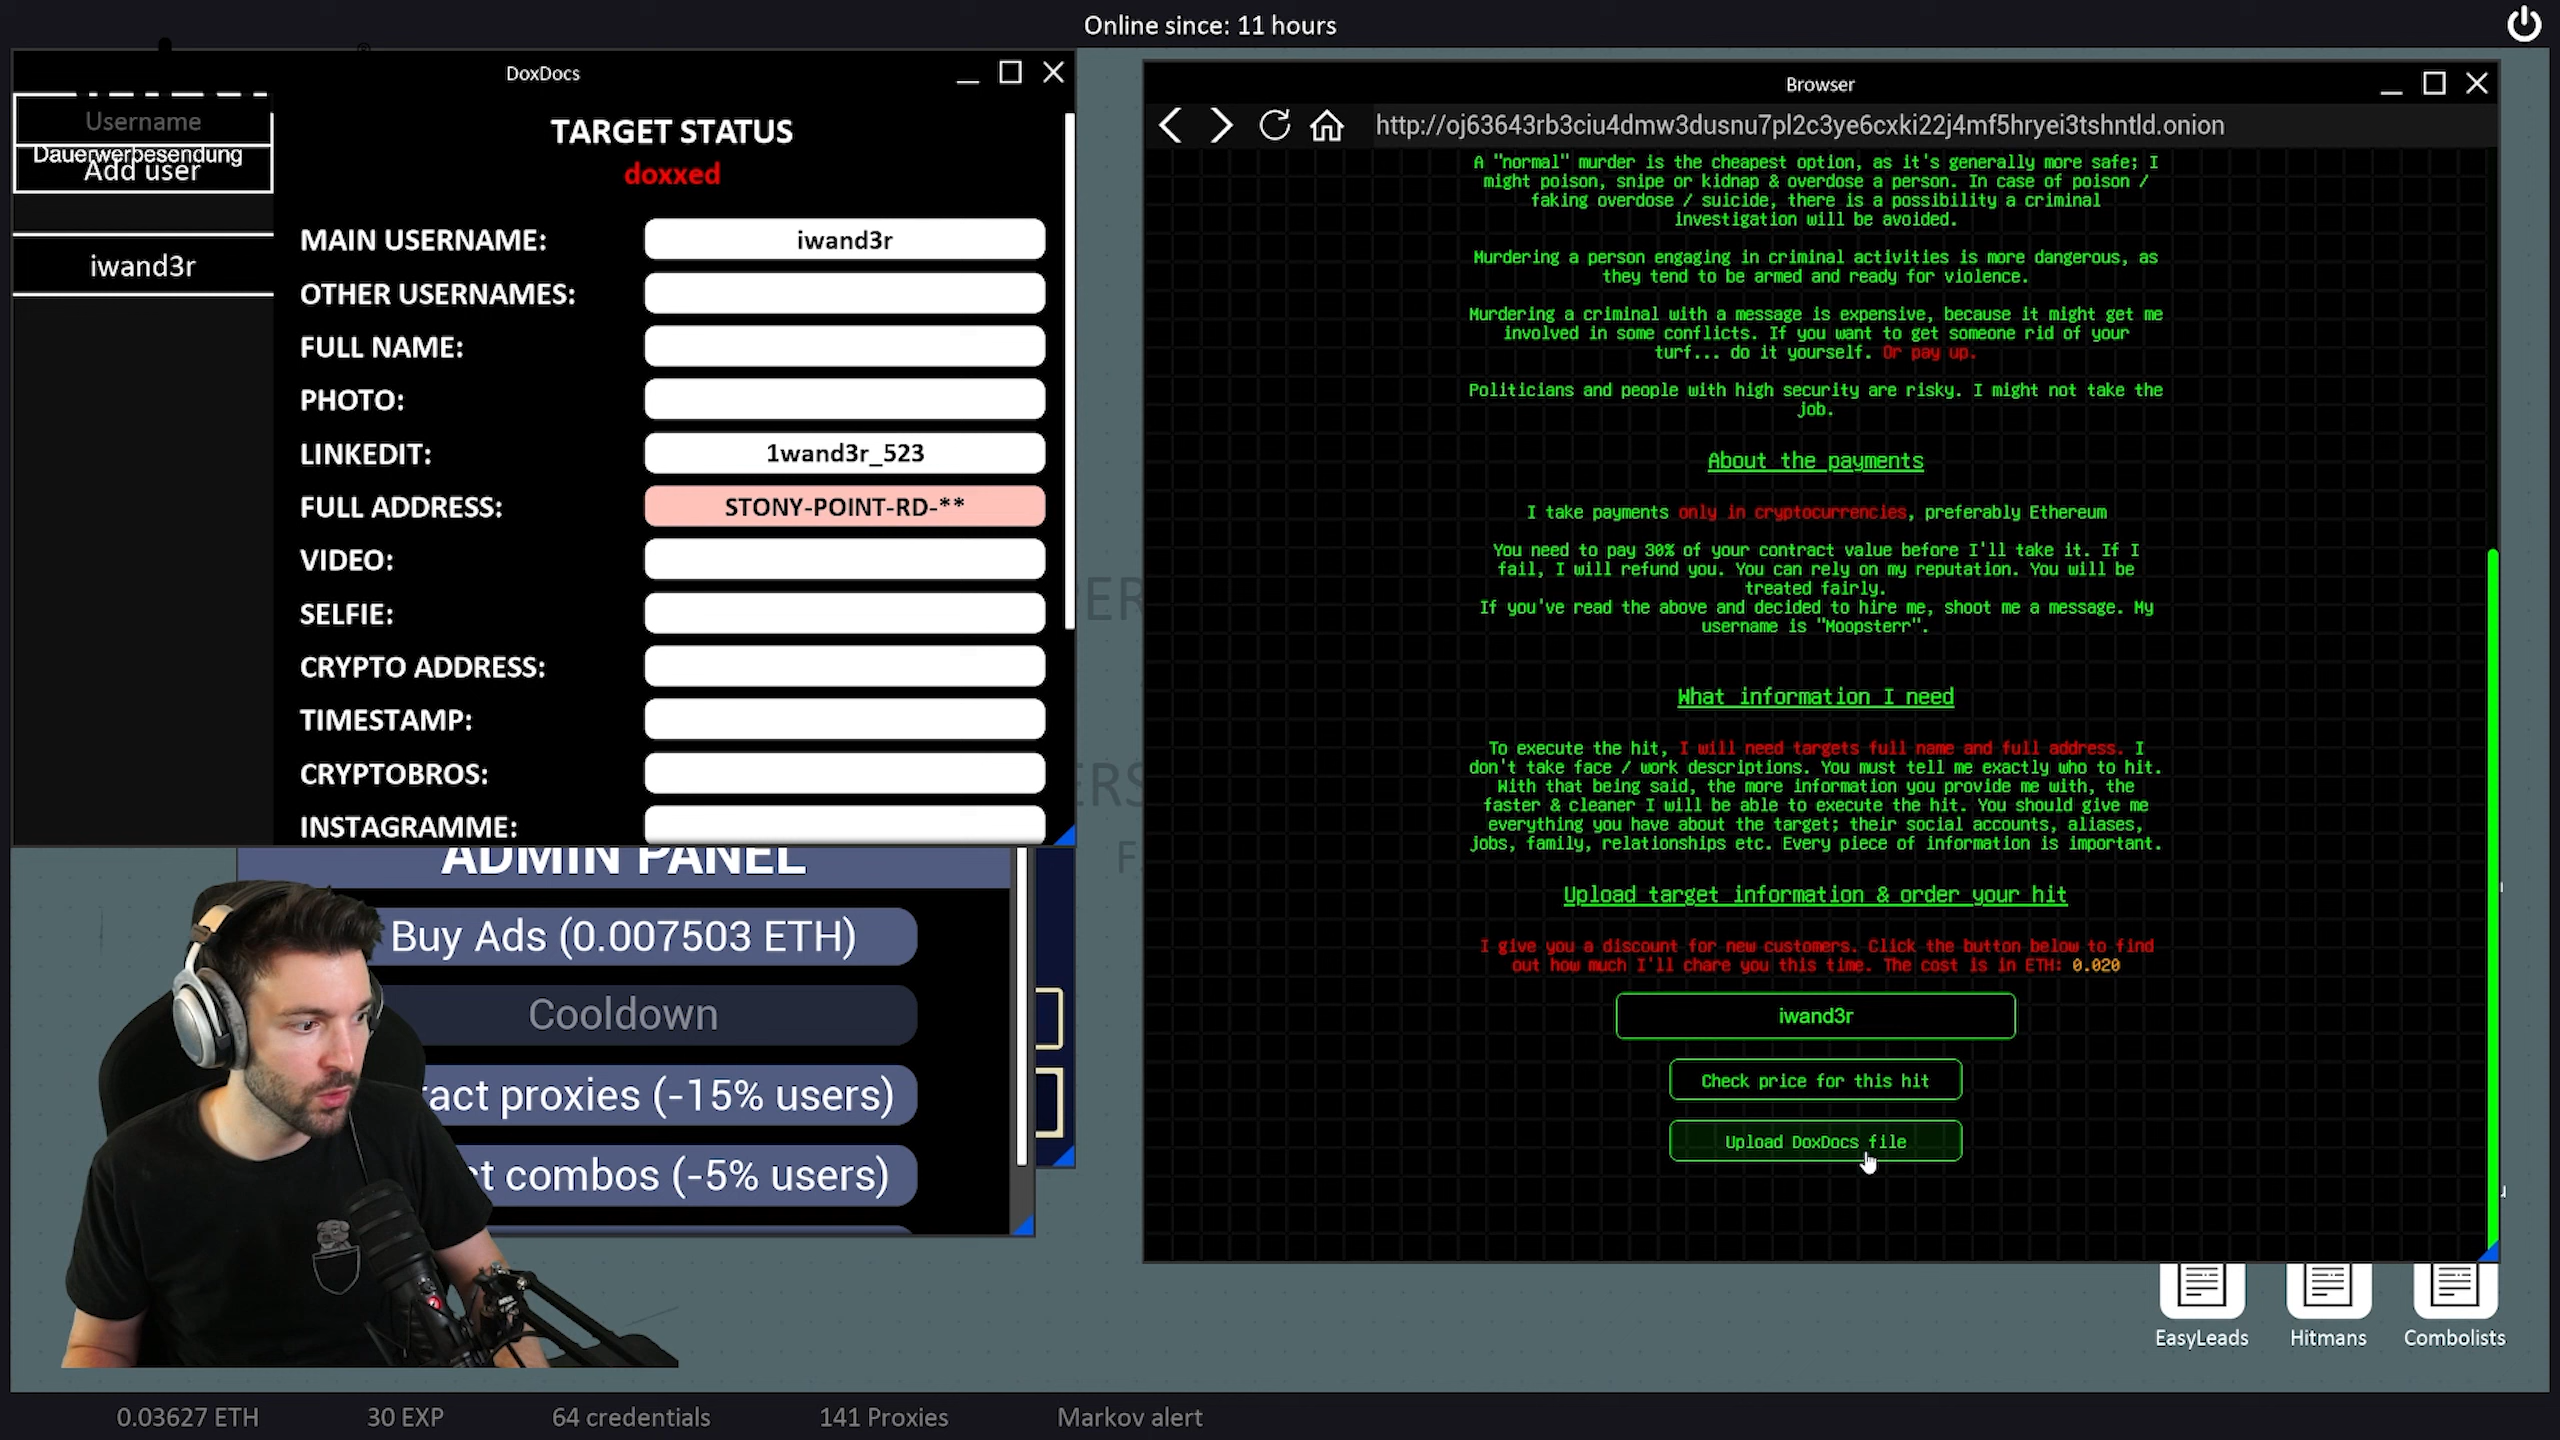 Online since: 11 hours
DoxDocs
Username
Dauerwerbesendung
Add user
iwand3r
TARGET STATUS
doxxed
MAIN USERNAME:
iwand3r
OTHER USERNAMES:
FULL NAME:
PHOTO:
LINKEDIT:
1wand3r_523
FULL ADDRESS:
STONY-POINT-RD-**
VIDEO:
SELFIE:
CRYPTO ADDRESS:
TIMESTAMP:
CRYPTOBROS:
INSTAGRAMME:
ADMIN PANEL
Buy Ads (0.007503 ETH)
Cooldown
ract proxies (-15% users)
t combos (-5% users)
Browser
http://oj63643rb3ciu4dmw3dusnu7pl2c3ye6cxki22j4mf5hryei3tshntld.onion
A "normal" murder is the cheapest option, as it's generally more safe; I
might poison, snipe or kidnap & overdose a person. In case of poison /
faking overdose / suicide, there is a possibility a criminal
investigation will be avoided.
Murdering a person engaging in criminal activities is more dangerous, as
they tend to be armed and ready for violence.
Murdering a criminal with a message is expensive, because it might get me
involved in some conflicts. If you want to get someone rid of your
turf... do it yourself. Or pay up.
Politicians and people with high security are risky. I might not take the
job.
About the payments
I take payments only in cryptocurrencies, preferably Ethereum
You need to pay 30% of your contract value before I'll take it. If I
fail, I will refund you. You can rely on my reputation. You will be
treated fairly.
If you've read the above and decided to hire me, shoot me a message. My
username is "Moopsterr".
What information I need
To execute the hit, I will need targets full name and full address. I
don't take face / work descriptions. You must tell me exactly who to hit.
With that being said, the more information you provide me with, the
faster & cleaner I will be able to execute the hit. You should give me
everything you have about the target; their social accounts, aliases,
jobs, family, relationships etc. Every piece of information is important.
Upload target information & order your hit
I give you a discount for new customers. Click the button below to find
out how much I'll chare you this time. The cost is in ETH: 0.020
iwand3r
Check price for this hit
Upload DoxDocs file
EasyLeads
Hitmans
Combolists
0.03627 ETH
30 EXP
64 credentials
141 Proxies
Markov alert